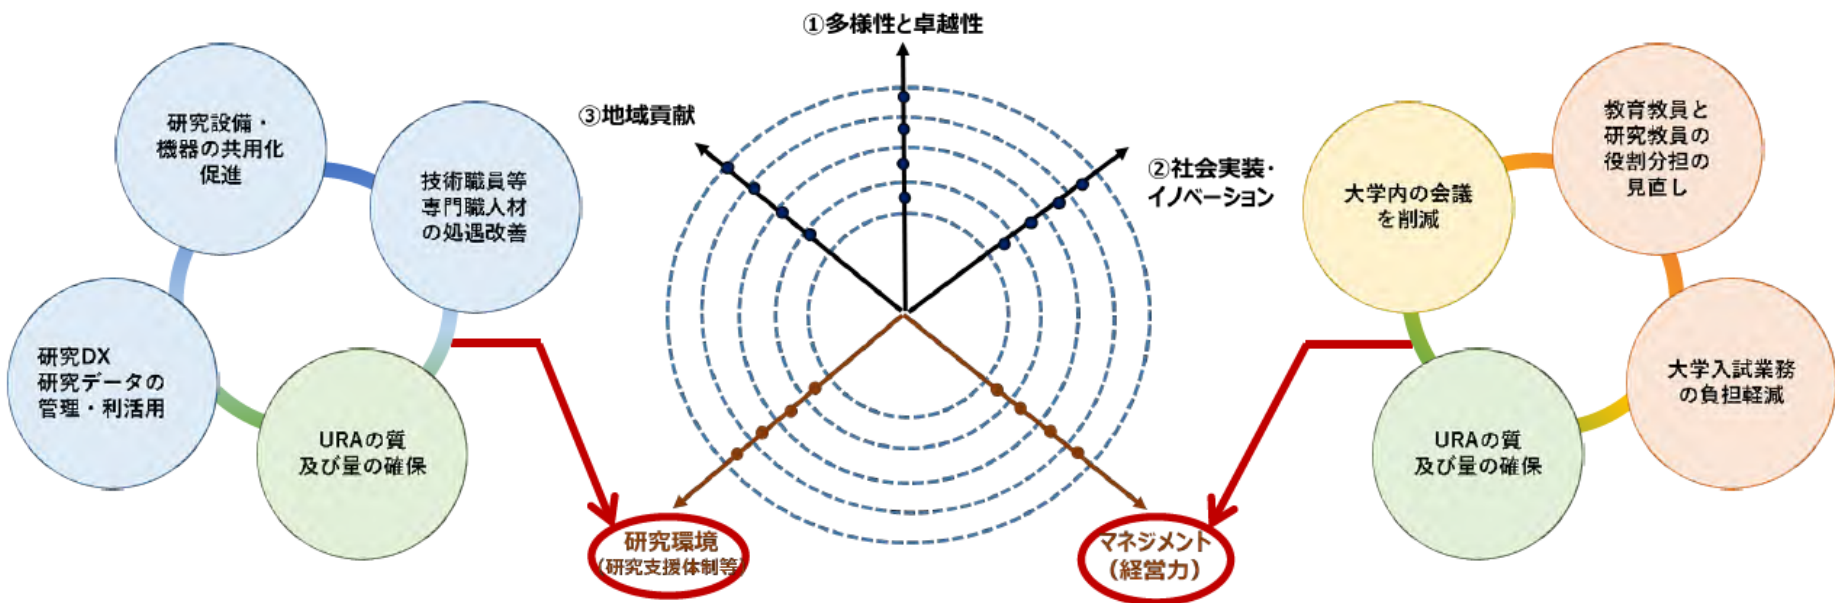 ①多様性と卓越性
③地域貢献
②社会実装・
イノベーション
研究設備・
機器の共用化
促進
技術職員等
専門職人材
の処遇改善
研究DX
研究データの
管理・利活用
URAの質
及び量の確保
研究環境
(研究支援体制等)
マネジメント
(経営力)
大学内の会議
を削減
教育教員と
研究教員の
役割分担の
見直し
大学入試業務
の負担軽減
URAの質
及び量の確保